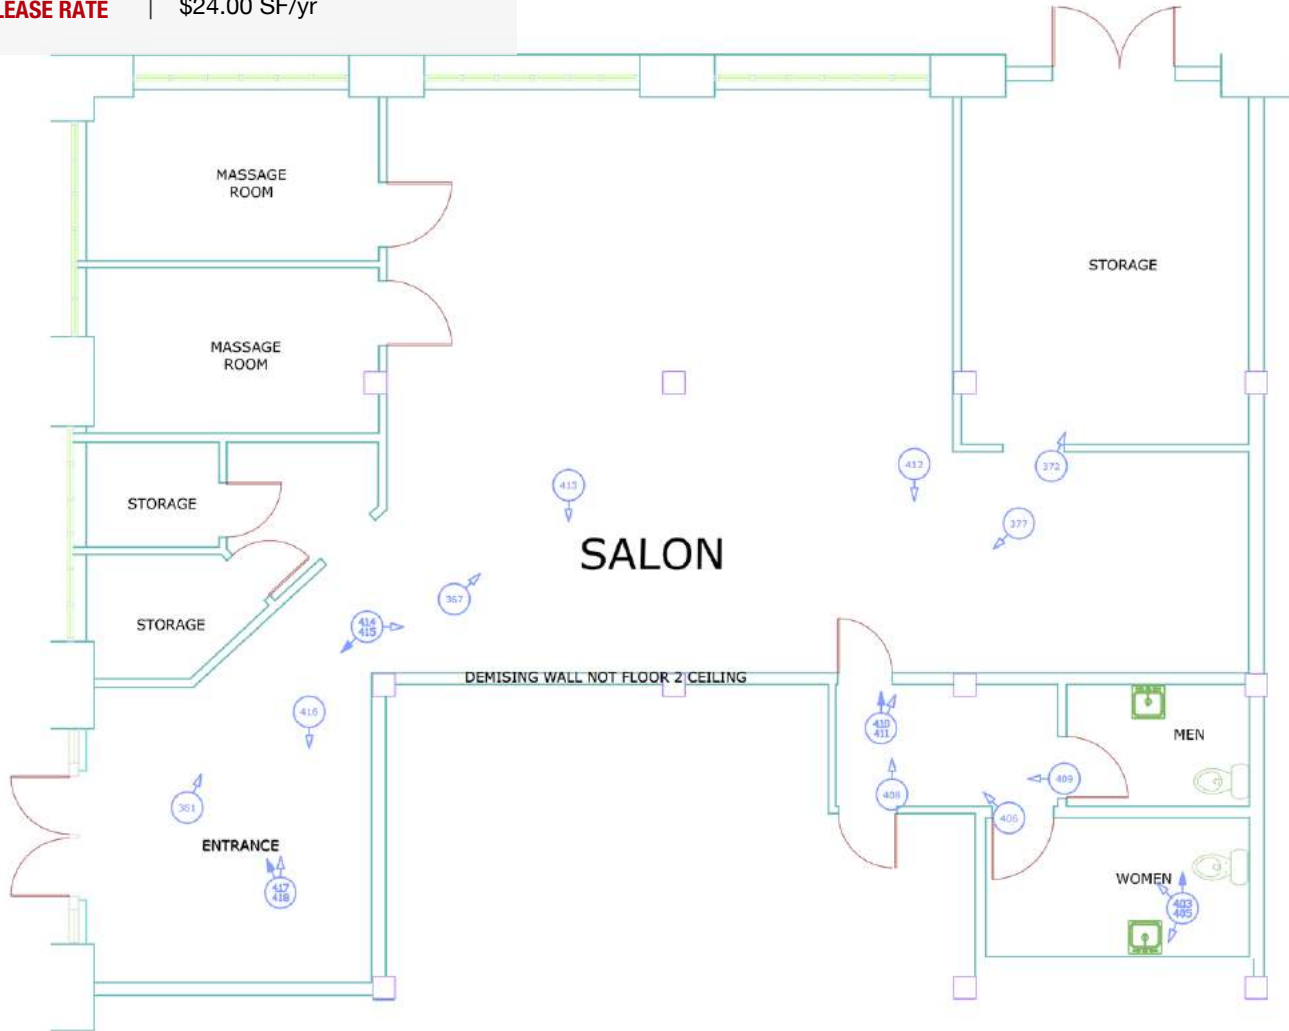 LEASE RATE | $24.00 SF/yr
MASSAGE
ROOM
STORAGE
MASSAGE
ROOM
412
372
413
STORAGE
377
SALON
367
414
415
STORAGE
DEMISING WALL NOT FLOOR 2 CEILING
416
410
411
MEN
409
408
361
406
ENTRANCE
WOMEN
417
418
403
405